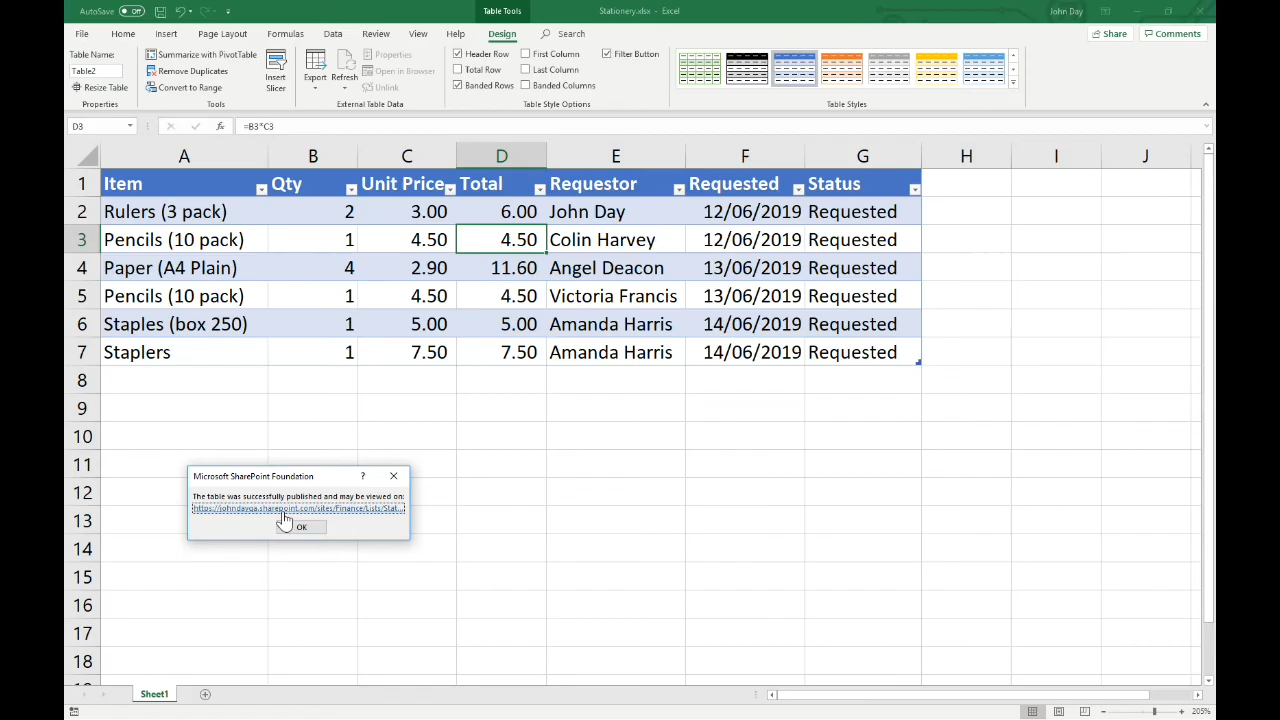 AutoSave Off
Table Tools
Stationery.xlsx - Excel
John Day
File Home Insert Page Layout Formulas Data Review View Help Design Search Share Comments
Table Name:
Table2
Resize Table
Properties
Summarize with PivotTable
Remove Duplicates
Convert to Range
Insert Slicer
Tools
Export Refresh
Properties
Open in Browser
Unlink
External Table Data
Header Row First Column Filter Button
Total Row Last Column
Banded Rows Banded Columns
Table Style Options
Table Styles
D3 fx =B3*C3
A B C D E F G H I J
1 Item Qty Unit Price Total Requestor Requested Status
2 Rulers (3 pack) 2 3.00 6.00 John Day 12/06/2019 Requested
3 Pencils (10 pack) 1 4.50 4.50 Colin Harvey 12/06/2019 Requested
4 Paper (A4 Plain) 4 2.90 11.60 Angel Deacon 13/06/2019 Requested
5 Pencils (10 pack) 1 4.50 4.50 Victoria Francis 13/06/2019 Requested
6 Staples (box 250) 1 5.00 5.00 Amanda Harris 14/06/2019 Requested
7 Staplers 1 7.50 7.50 Amanda Harris 14/06/2019 Requested
8
9
10
11
12
13
14
15
16
17
18
Microsoft SharePoint Foundation ?
The table was successfully published and may be viewed on:
https://johndayqa.sharepoint.com/sites/Finance/Lists/Stat...
OK
Sheet1
205%